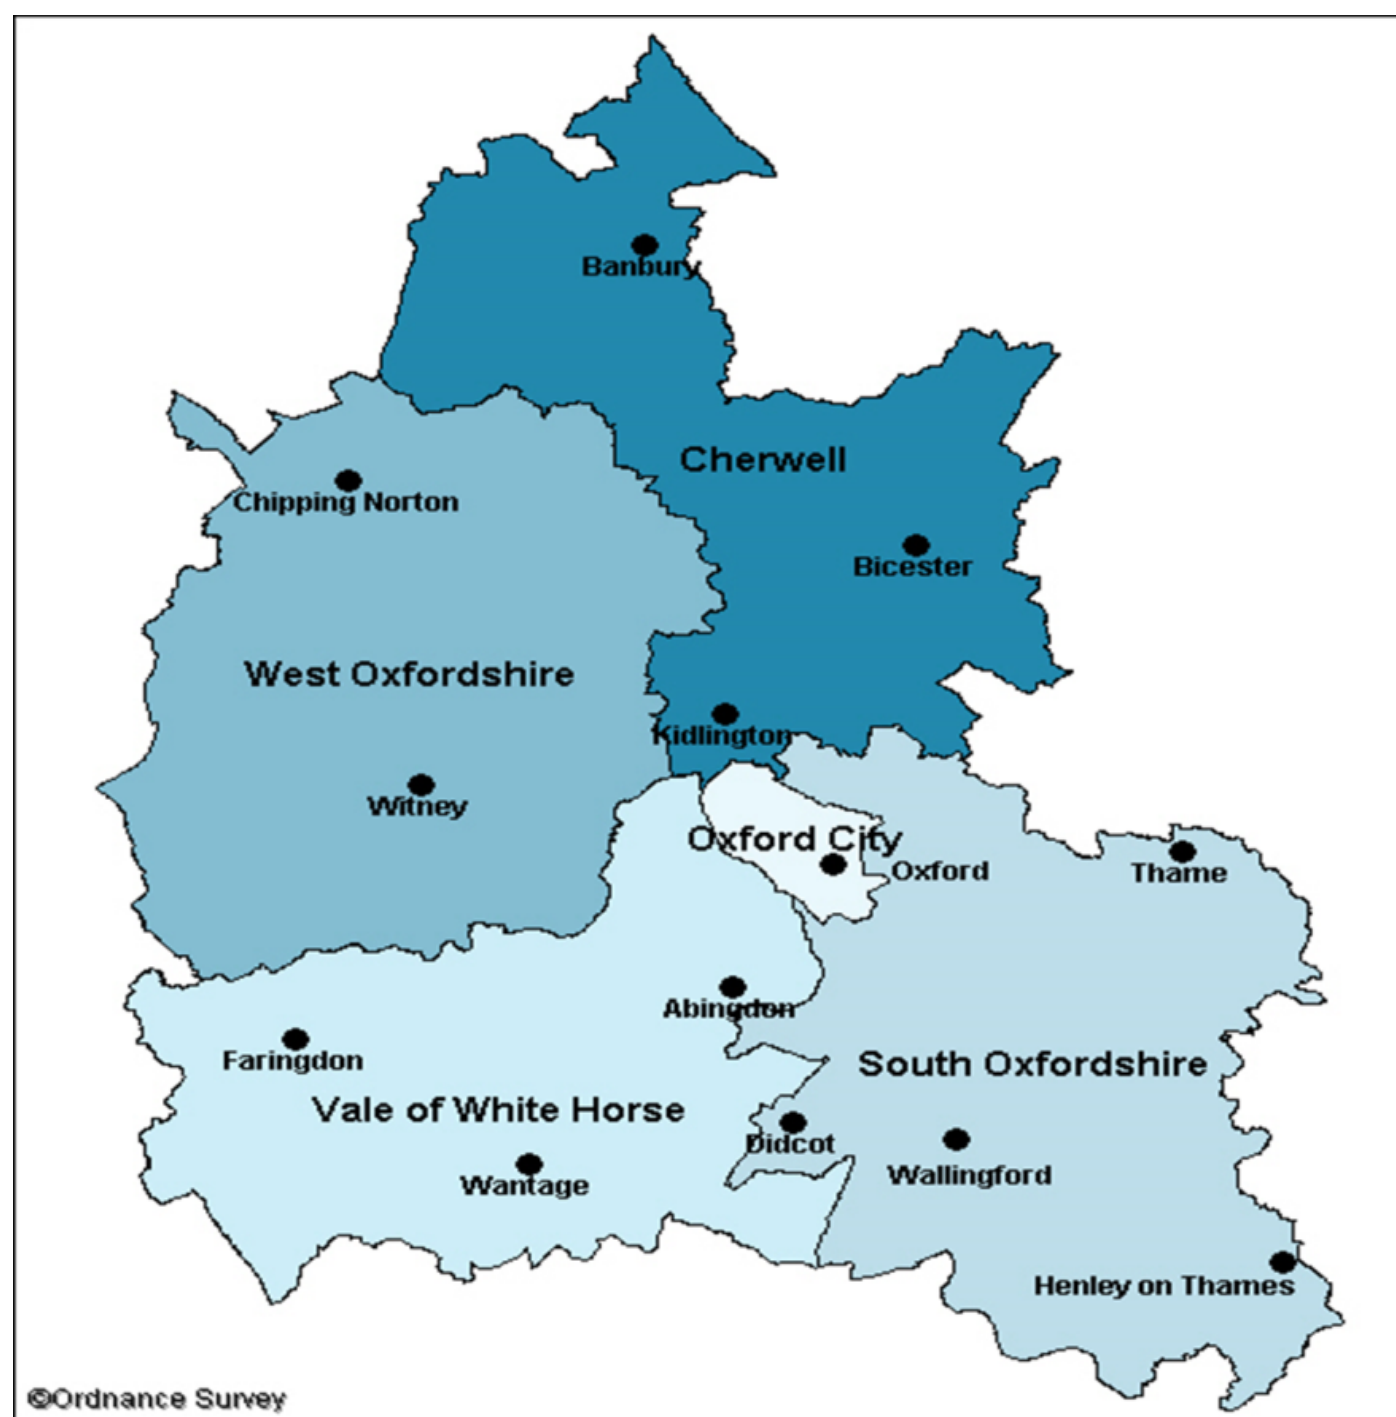 Banbury
Cherwell
Chipping Norton
Bicester
West Oxfordshire
Kidlington
Witney
Oxford City
Oxford
Thame
Abingdon
Faringdon
South Oxfordshire
Vale of White Horse
Didcot
Wallingford
Wantage
Henley on Thames
©Ordnance Survey